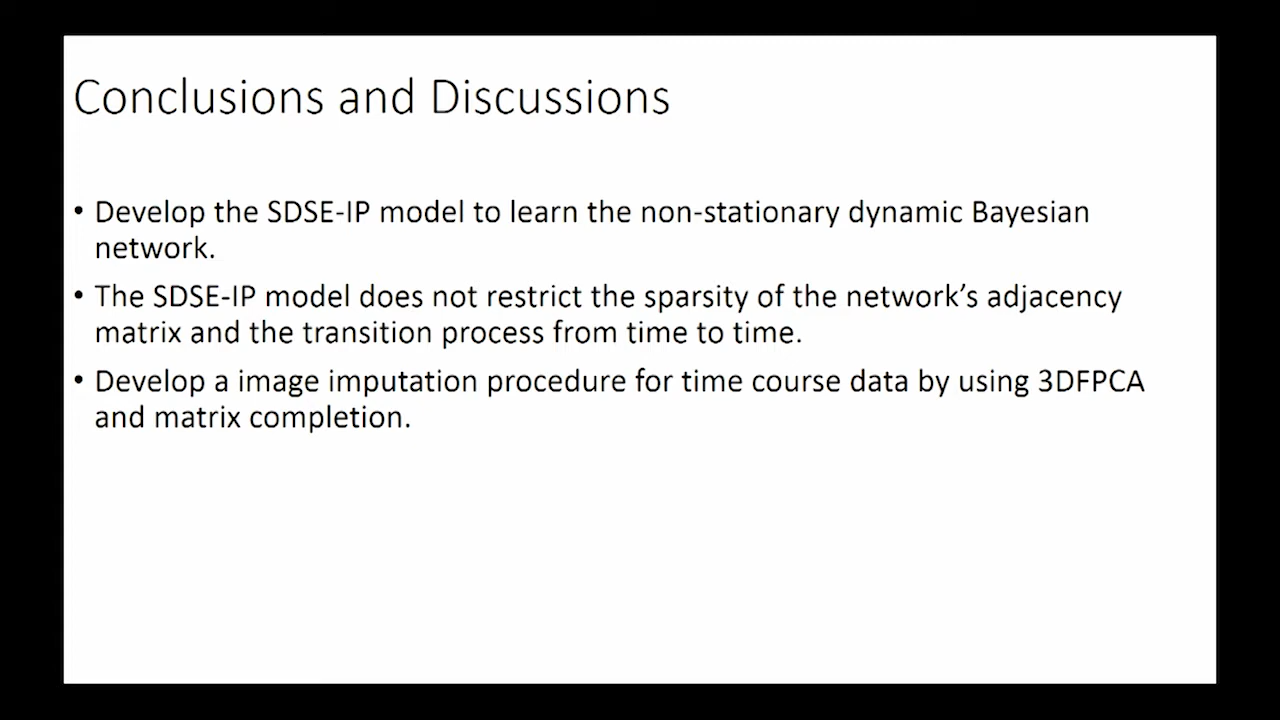 Conclusions and Discussions
• Develop the SDSE-IP model to learn the non-stationary dynamic Bayesian
network.
• The SDSE-IP model does not restrict the sparsity of the network’s adjacency
matrix and the transition process from time to time.
• Develop a image imputation procedure for time course data by using 3DFPCA
and matrix completion.